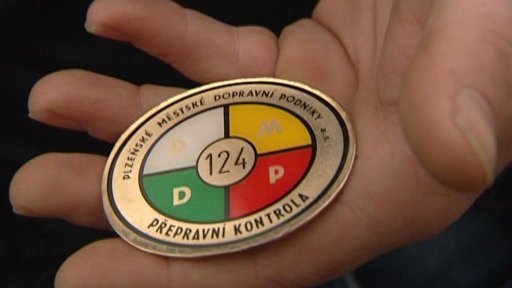 PLZEŇSKÉ MĚSTSKÉ DOPRAVNÍ PODNIKY a.s.
P M
124
D P
PŘEPRAVNÍ KONTROLA